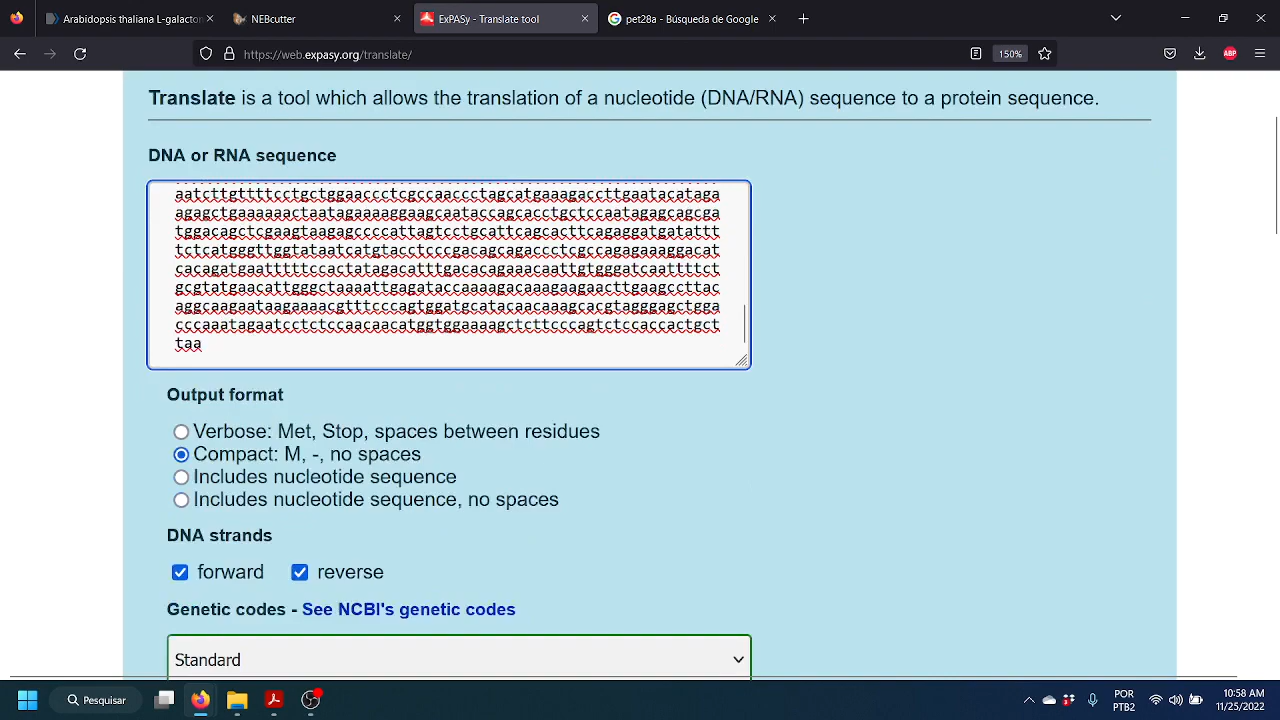 Arabidopsis thaliana L-galacton
NEBcutter
ExPASy - Translate tool
pet28a - Búsqueda de Google
https://web.expasy.org/translate/
150%
ABP
Translate is a tool which allows the translation of a nucleotide (DNA/RNA) sequence to a protein sequence.
DNA or RNA sequence
aatcttgttttcctgctggaaccctcgccaaccctagcatgaaagaccttgaatacataga
agagctgaaaaaactaatagaaaaggaagcaataccagcacctgctccaatagagcagcga
tggacagctcgaagtaagagccccattagtcctgcattcagcacttcagaggatgatattt
tctcatgggttggtataatcatgtacctcccgacagcagaccctcgccagagaaaggacat
cacagatgaatttttccactatagacatttgacacagaaacaattgtgggatcaattttct
gcgtatgaacattgggctaaaattgagataccaaaagacaaagaagaacttgaagccttac
aggcaagaataagaaaacgtttcccagtggatgcatacaacaaagcacgtagggagctgga
cccaaatagaatcctctccaacaacatggtggaaaagctcttcccagtctccaccactgct
taa
Output format
Verbose: Met, Stop, spaces between residues
Compact: M, -, no spaces
Includes nucleotide sequence
Includes nucleotide sequence, no spaces
DNA strands
forward reverse
Genetic codes - See NCBI's genetic codes
Standard
Pesquisar
POR
PTB2
10:58 AM
11/25/2022